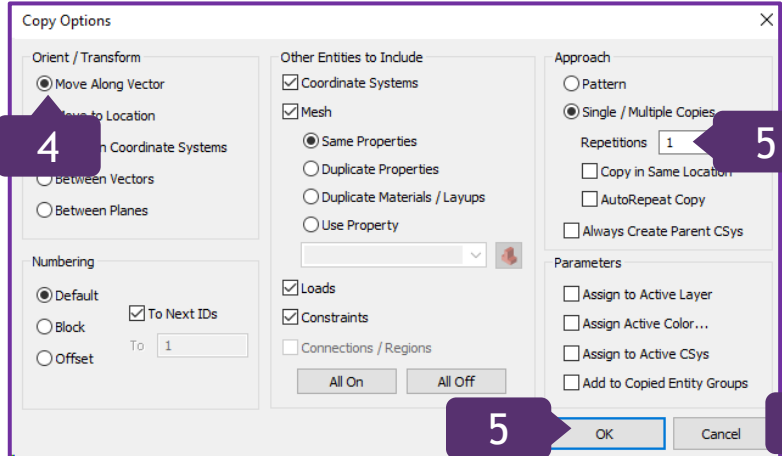 Copy Options
Orient / Transform
Move Along Vector
to Location
Coordinate Systems
Between Vectors
Between Planes
4
Numbering
Default
Block
Offset
To Next IDs
To 1
Other Entities to Include
Coordinate Systems
Mesh
Same Properties
Duplicate Properties
Duplicate Materials / Layups
Use Property
Loads
Constraints
Connections / Regions
All On All Off
Approach
Pattern
Single / Multiple Copies
Repetitions 1
5
Copy in Same Location
AutoRepeat Copy
Always Create Parent CSys
Parameters
Assign to Active Layer
Assign Active Color...
Assign to Active CSys
Add to Copied Entity Groups
5
OK Cancel